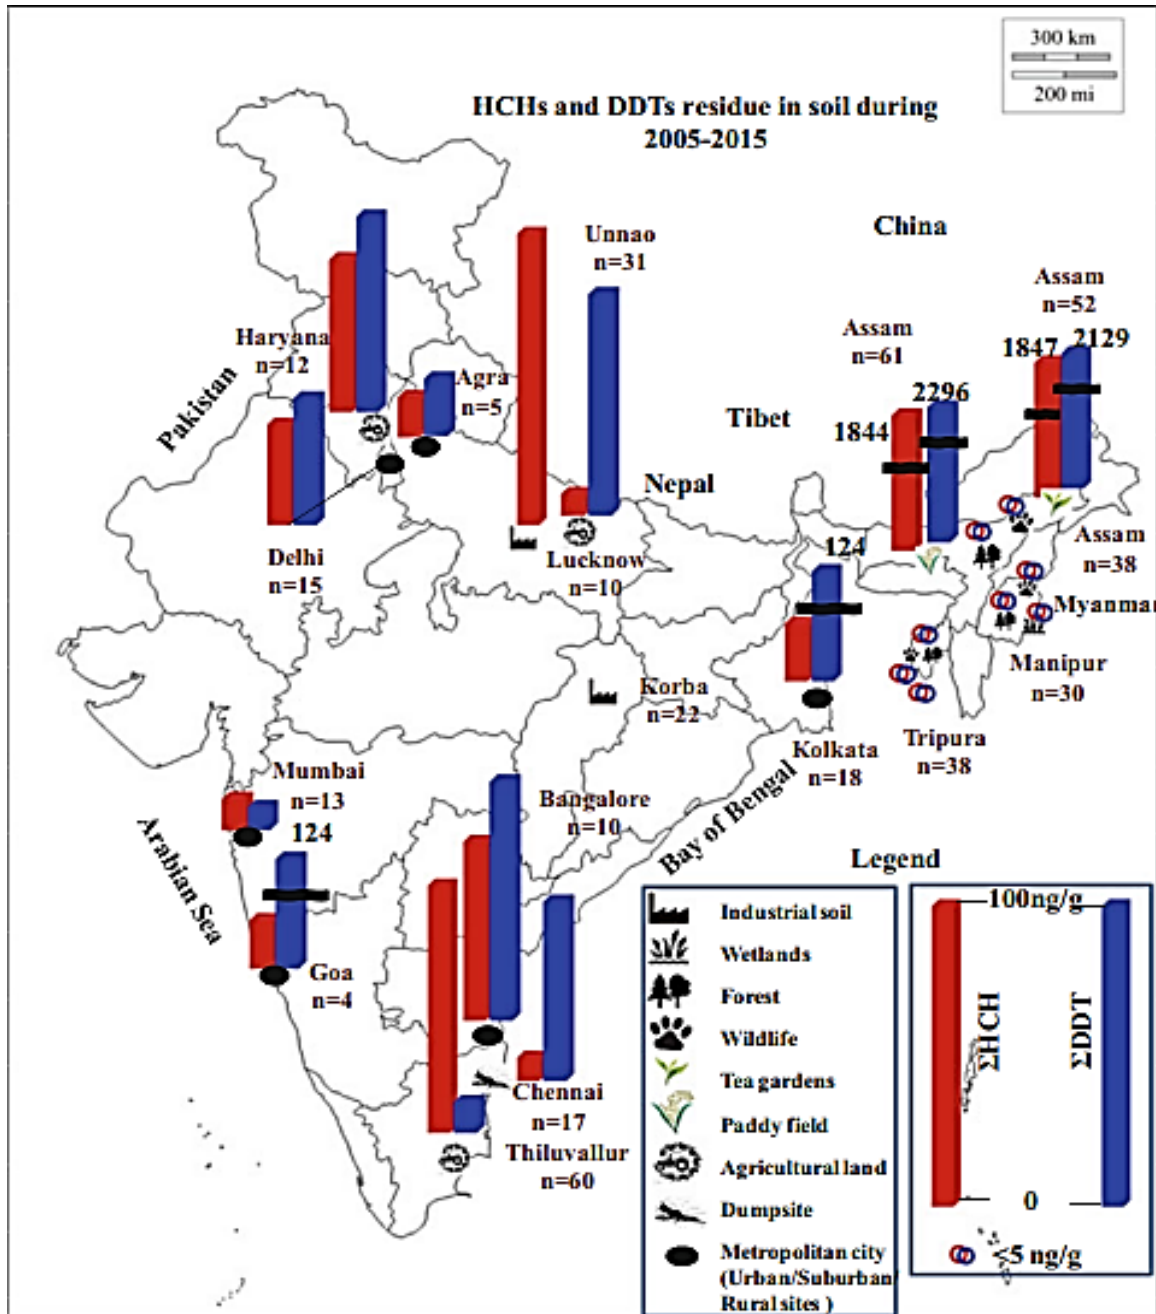 300 km
200 mi
HCHs and DDTs residue in soil during
2005-2015
China
Unnao
n=31
Assam
n=52
Assam
n=61
1847
2129
Haryana
n=12
Agra
n=5
Pakistan
2296
Tibet
1844
Nepal
124
Delhi
n=15
Lucknow
n=10
Assam
n=38
Myanmar
Manipur
n=30
Korba
n=22
Tripura
n=38
Kolkata
n=18
Mumbai
n=13
124
Bangalore
n=10
Bay of Bengal
Arabian Sea
Goa
n=4
Chennai
n=17
Thiluvallur
n=60
Legend
Industrial soil
Wetlands
Forest
Wildlife
Tea gardens
Paddy field
Agricultural land
Dumpsite
Metropolitan city
(Urban/Suburban/
Rural sites )
100ng/g
ΣHCH
ΣDDT
0
<5 ng/g